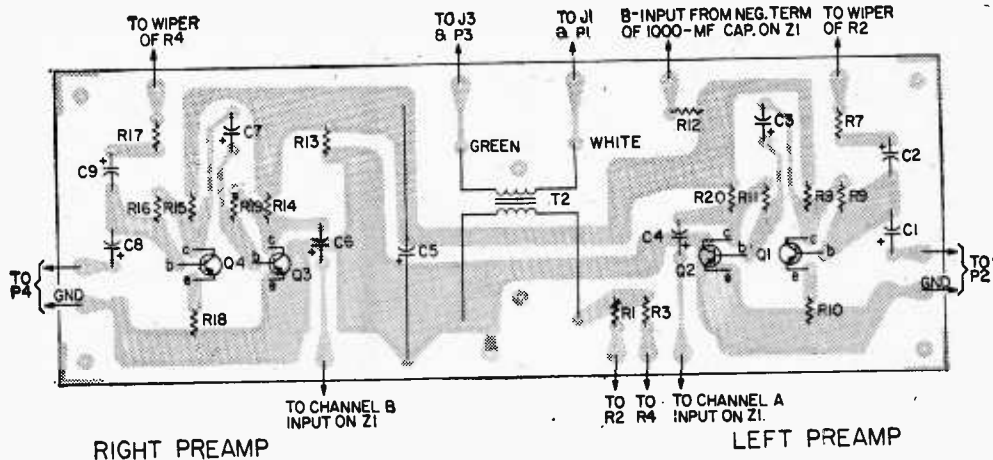 TO WIPER
OF R4
TO J3
& P3
TO J1
& P1
B-INPUT FROM NEG. TERM
OF 1000-MF CAP. ON Z1
TO WIPER OF
R2
R17
C7
R13
GREEN
WHITE
R12
C3
R7
C9
C2
R16
R15
R19
R14
T2
R20
R11
R9
C8
C6
C5
C4
C1
c
b
e
Q4
c
b
e
Q3
c
b
e
Q2
Q1
c
b
e
TO
P4
GND
TO
P2
GND
R18
R1
R3
R10
TO CHANNEL B
INPUT ON Z1
TO
R2
TO
R4
TO CHANNEL A
INPUT ON Z1.
RIGHT PREAMP
LEFT PREAMP